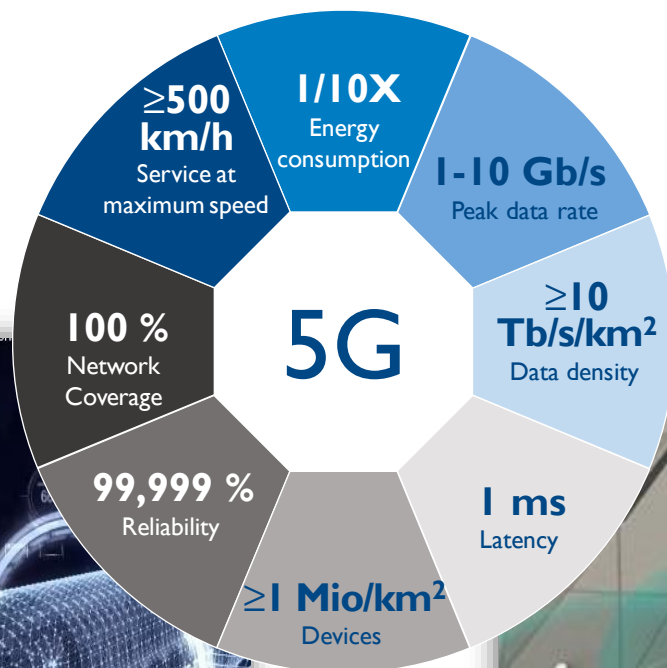 1/10X
Energy
consumption
1-10 Gb/s
Peak data rate
≥10
Tb/s/km²
Data density
1 ms
Latency
≥1 Mio/km²
Devices
99,999 %
Reliability
100 %
Network
Coverage
≥500
km/h
Service at
maximum speed
5G